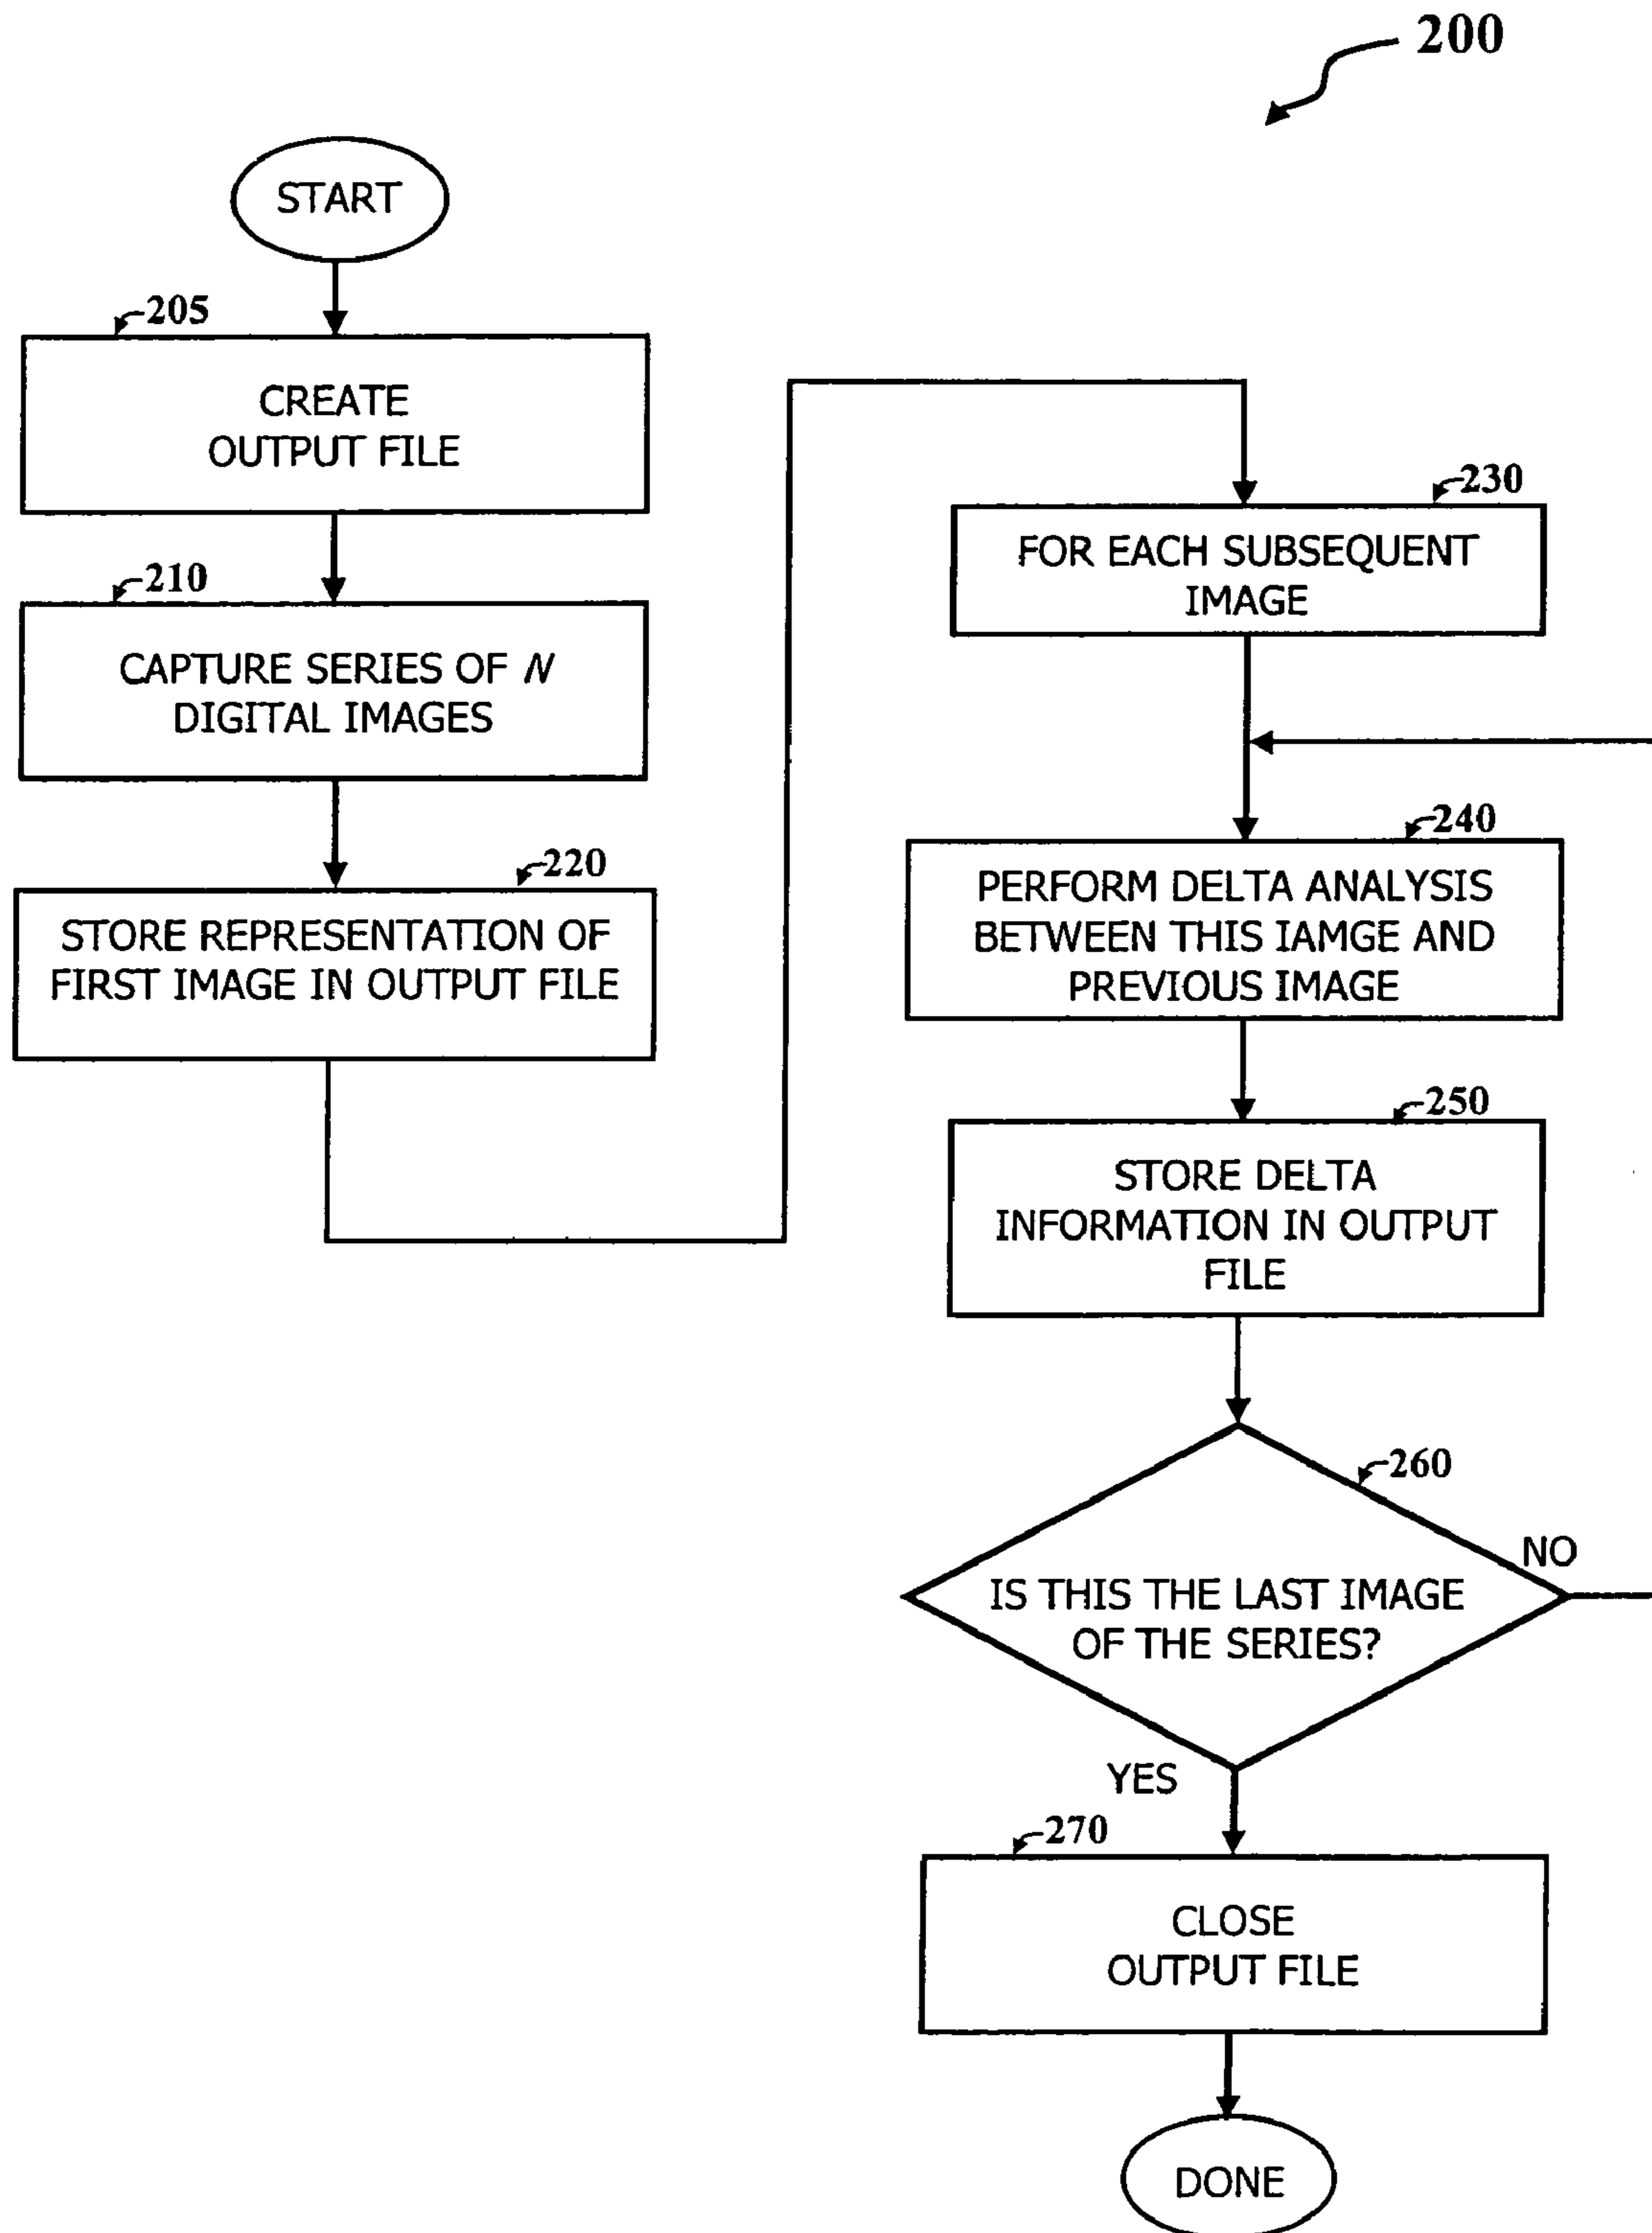 200
START
205
CREATE
OUTPUT FILE
210
CAPTURE SERIES OF N
DIGITAL IMAGES
220
STORE REPRESENTATION OF
FIRST IMAGE IN OUTPUT FILE
230
FOR EACH SUBSEQUENT
IMAGE
240
PERFORM DELTA ANALYSIS
BETWEEN THIS IAMGE AND
PREVIOUS IMAGE
250
STORE DELTA
INFORMATION IN OUTPUT
FILE
260
NO
IS THIS THE LAST IMAGE
OF THE SERIES?
YES
270
CLOSE
OUTPUT FILE
DONE